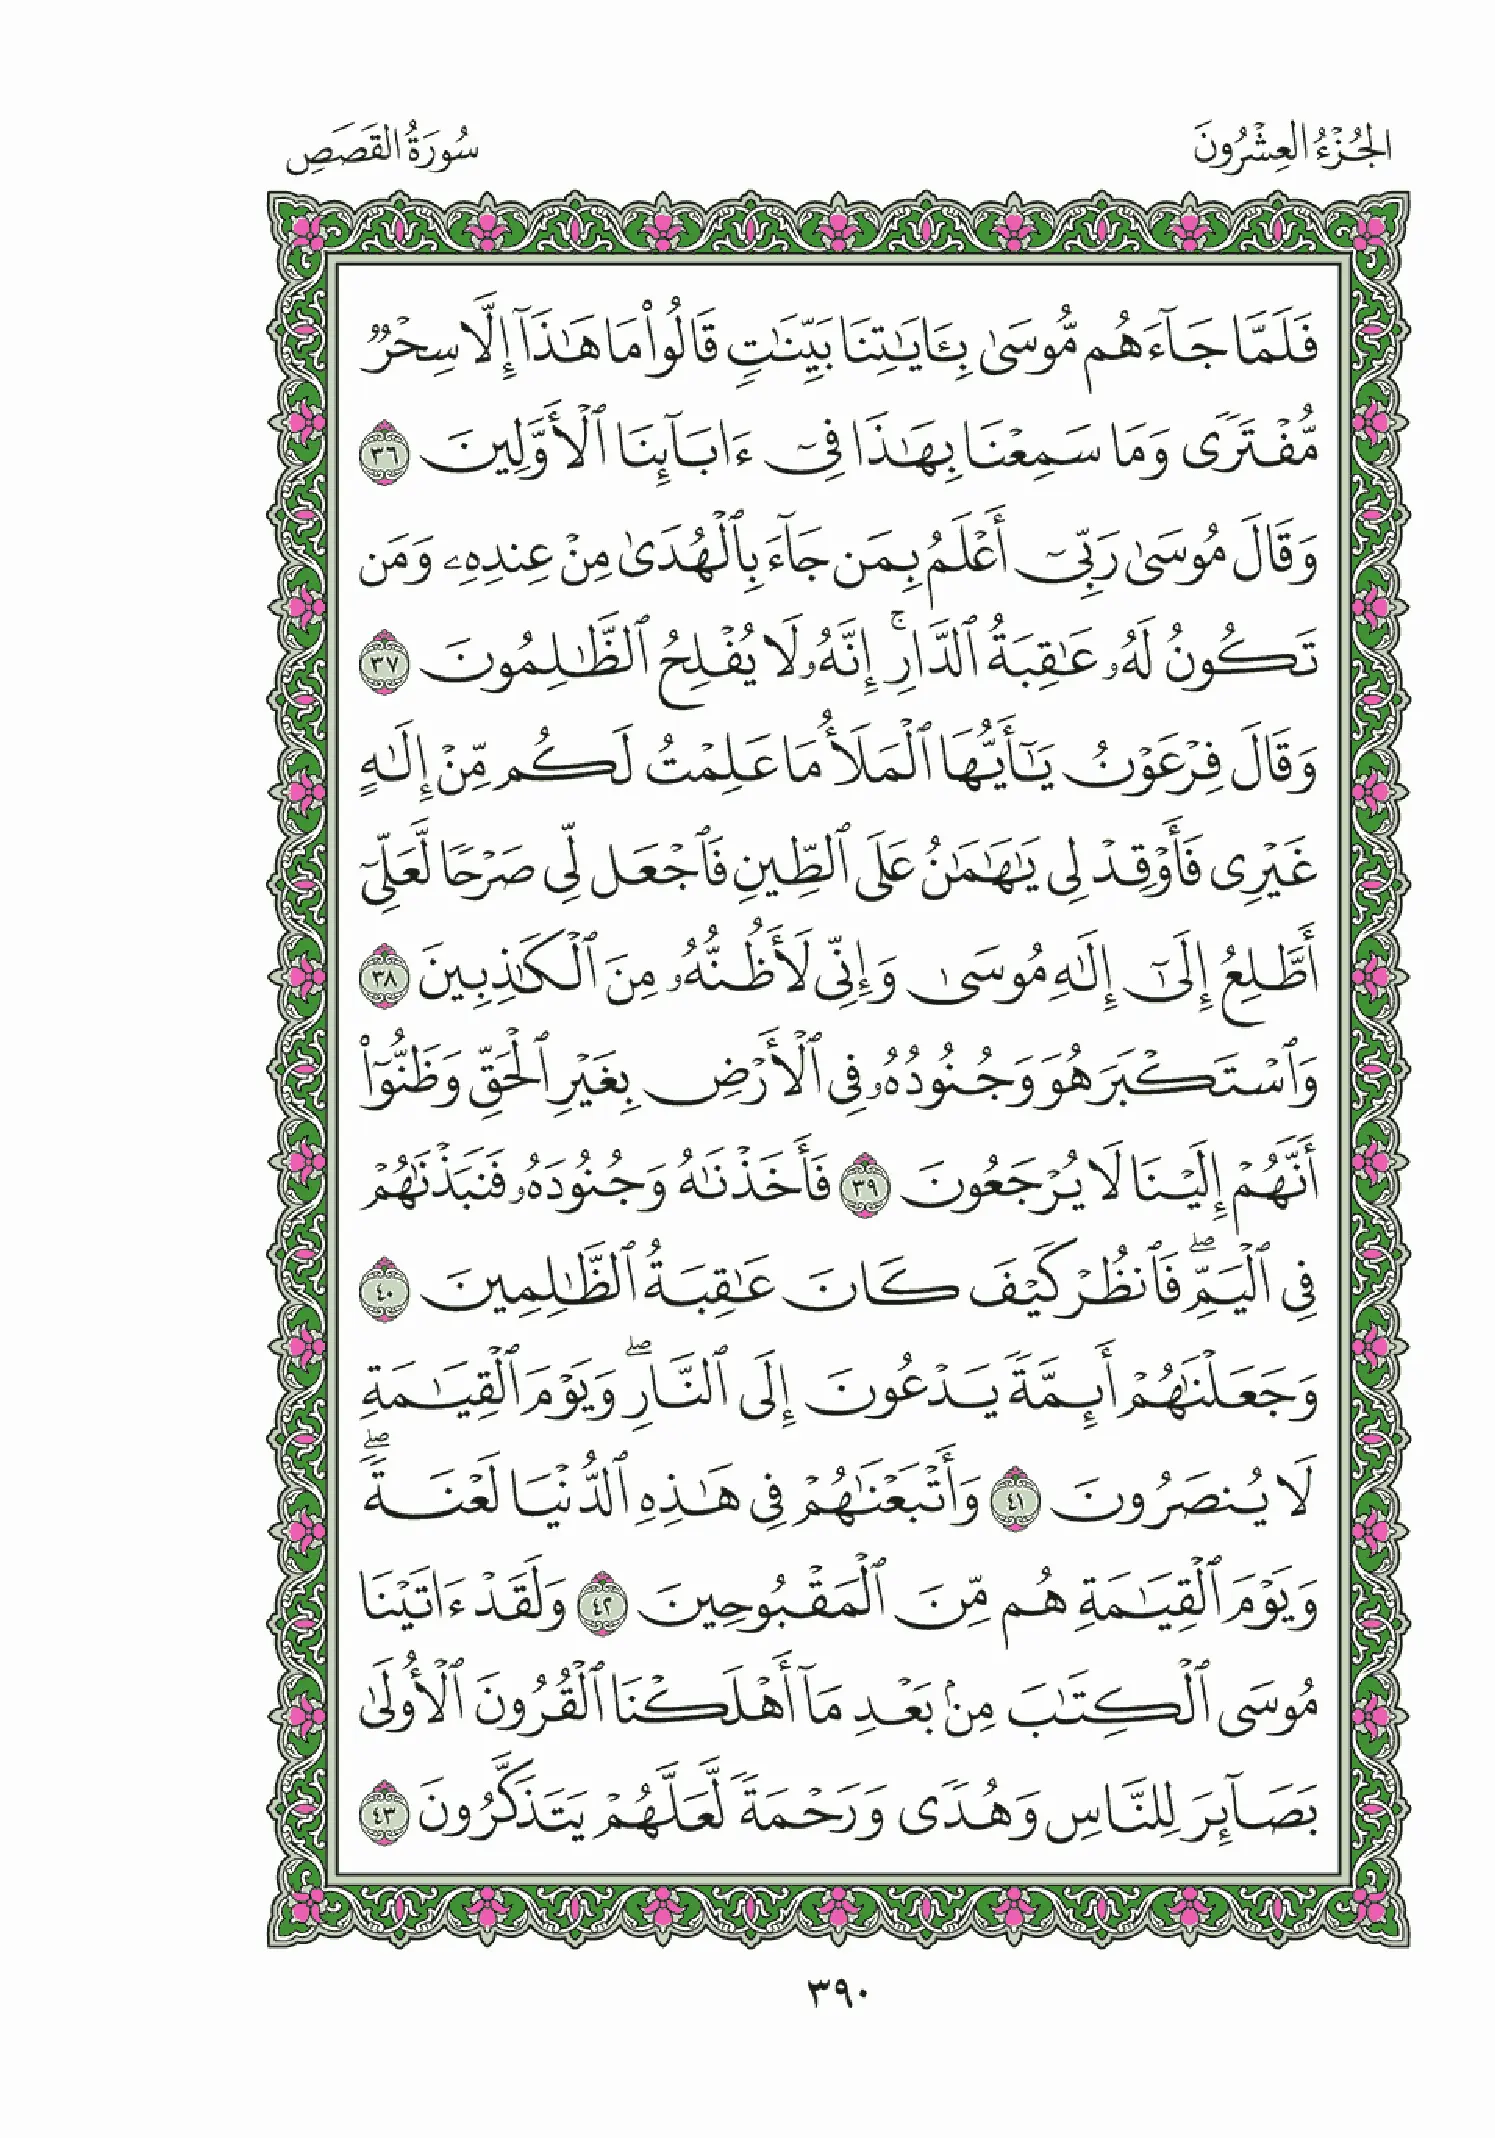 الجُزْءُ العِشْرُونَ
سُورَةُ القَصَصِ
فَلَمَّا جَآءَهُم مُّوسَىٰ بِـَٔايَـٰتِنَا بَيِّنَـٰتٍ قَالُوا۟ مَا هَـٰذَآ إِلَّا سِحْرٌ
مُّفْتَرًى وَمَا سَمِعْنَا بِهَـٰذَا فِىٓ ءَابَآئِنَا ٱلْأَوَّلِينَ ٣٦
وَقَالَ مُوسَىٰ رَبِّىٓ أَعْلَمُ بِمَن جَآءَ بِٱلْهُدَىٰ مِنْ عِندِهِۦ وَمَن
تَكُونُ لَهُۥ عَـٰقِبَةُ ٱلدَّارِ ۚ إِنَّهُۥ لَا يُفْلِحُ ٱلظَّـٰلِمُونَ ٣٧
وَقَالَ فِرْعَوْنُ يَـٰٓأَيُّهَا ٱلْمَلَأُ مَا عَلِمْتُ لَكُم مِّنْ إِلَـٰهٍ
غَيْرِى فَأَوْقِدْ لِى يَـٰهَـٰمَـٰنُ عَلَى ٱلطِّينِ فَٱجْعَل لِّى صَرْحًا لَّعَلِّىٓ
أَطَّلِعُ إِلَىٰٓ إِلَـٰهِ مُوسَىٰ وَإِنِّى لَأَظُنُّهُۥ مِنَ ٱلْكَـٰذِبِينَ ٣٨
وَٱسْتَكْبَرَ هُوَ وَجُنُودُهُۥ فِى ٱلْأَرْضِ بِغَيْرِ ٱلْحَقِّ وَظَنُّوٓا۟
أَنَّهُمْ إِلَيْنَا لَا يُرْجَعُونَ ٣٩ فَأَخَذْنَـٰهُ وَجُنُودَهُۥ فَنَبَذْنَـٰهُمْ
فِى ٱلْيَمِّ ۖ فَٱنظُرْ كَيْفَ كَانَ عَـٰقِبَةُ ٱلظَّـٰلِمِينَ ٤٠
وَجَعَلْنَـٰهُمْ أَئِمَّةً يَدْعُونَ إِلَى ٱلنَّارِ ۖ وَيَوْمَ ٱلْقِيَـٰمَةِ
لَا يُنصَرُونَ ٤١ وَأَتْبَعْنَـٰهُمْ فِى هَـٰذِهِ ٱلدُّنْيَا لَعْنَةً ۖ
وَيَوْمَ ٱلْقِيَـٰمَةِ هُم مِّنَ ٱلْمَقْبُوحِينَ ٤٢ وَلَقَدْ ءَاتَيْنَا
مُوسَى ٱلْكِتَـٰبَ مِنۢ بَعْدِ مَآ أَهْلَكْنَا ٱلْقُرُونَ ٱلْأُولَىٰ
بَصَآئِرَ لِلنَّاسِ وَهُدًى وَرَحْمَةً لَّعَلَّهُمْ يَتَذَكَّرُونَ ٤٣
٣٩٠